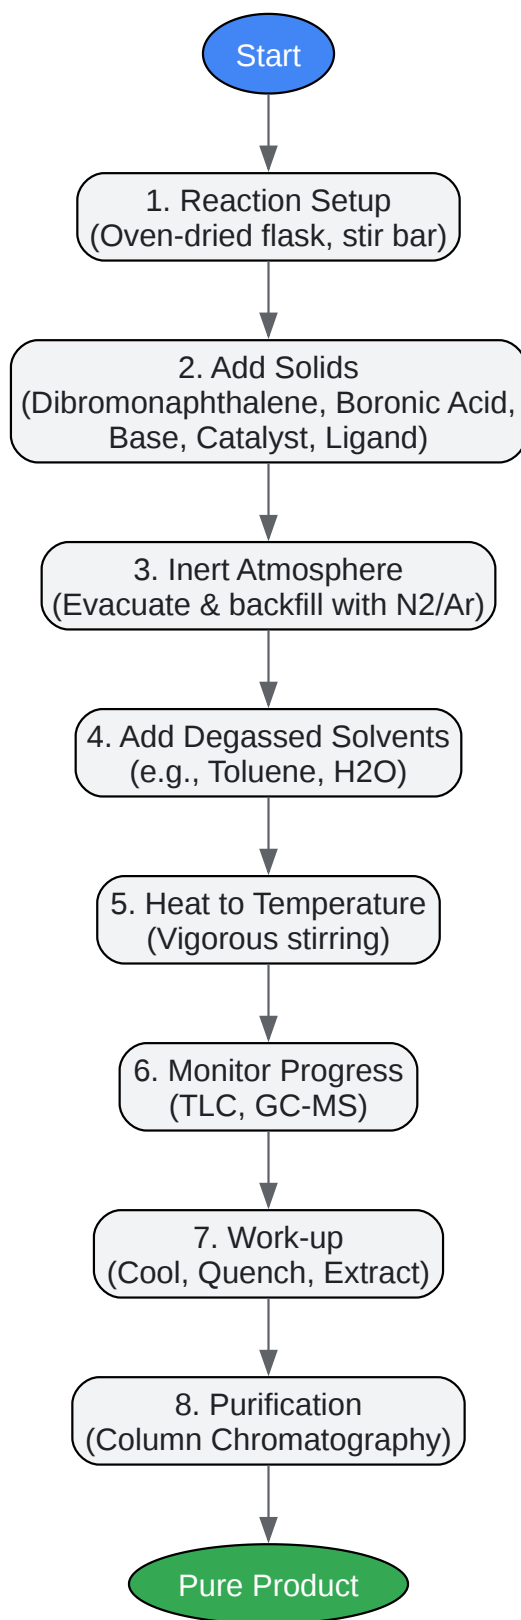 Start
1. Reaction Setup
(Oven-dried flask, stir bar)
2. Add Solids
(Dibromonaphthalene, Boronic Acid,
Base, Catalyst, Ligand)
3. Inert Atmosphere
(Evacuate & backfill with N2/Ar)
4. Add Degassed Solvents
(e.g., Toluene, H2O)
5. Heat to Temperature
(Vigorous stirring)
6. Monitor Progress
(TLC, GC-MS)
7. Work-up
(Cool, Quench, Extract)
8. Purification
(Column Chromatography)
Pure Product